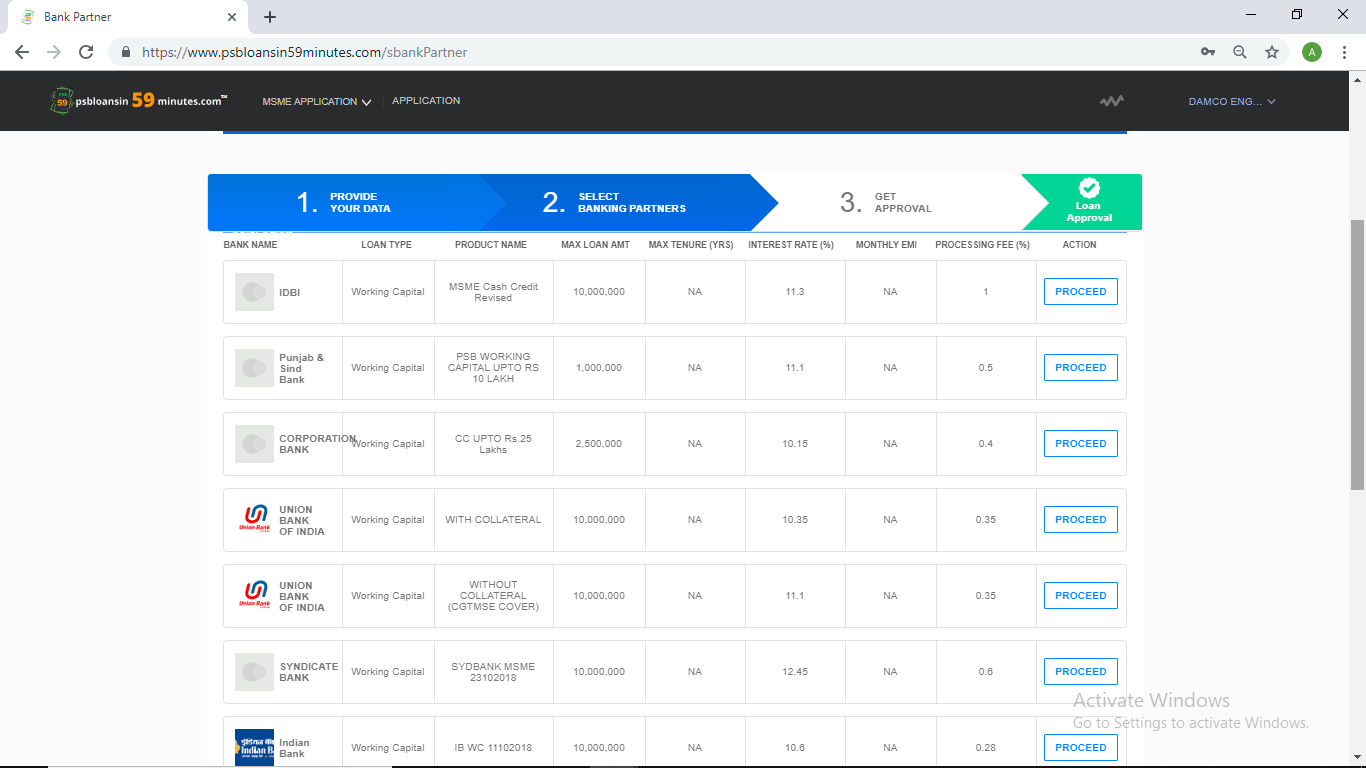 Bank Partner
https://www.psbloansin59minutes.com/sbankPartner
A
PSB
59
psbloansin 59 minutes.com™
MSME APPLICATION
APPLICATION
DAMCO ENG...
1. PROVIDE
YOUR DATA
2. SELECT
BANKING PARTNERS
3. GET
APPROVAL
Loan
Approval
BANK NAME LOAN TYPE PRODUCT NAME MAX LOAN AMT MAX TENURE (YRS) INTEREST RATE (%) MONTHLY EMI PROCESSING FEE (%) ACTION
IDBI
Working Capital
MSME Cash Credit
Revised
10,000,000
NA
11.3
NA
1
PROCEED
Punjab &
Sind
Bank
Working Capital
PSB WORKING
CAPITAL UPTO RS
10 LAKH
1,000,000
NA
11.1
NA
0.5
PROCEED
CORPORATION
BANK
Working Capital
CC UPTO Rs.25
Lakhs
2,500,000
NA
10.15
NA
0.4
PROCEED
Union Bank
UNION
BANK
OF INDIA
Working Capital
WITH COLLATERAL
10,000,000
NA
10.35
NA
0.35
PROCEED
Union Bank
UNION
BANK
OF INDIA
Working Capital
WITHOUT
COLLATERAL
(CGTMSE COVER)
10,000,000
NA
11.1
NA
0.35
PROCEED
SYNDICATE
BANK
Working Capital
SYDBANK MSME
23102018
10,000,000
NA
12.45
NA
0.6
PROCEED
Indian
Bank
Working Capital
IB WC 11102018
10,000,000
NA
10.6
NA
0.28
PROCEED
Activate Windows
Go to Settings to activate Windows.